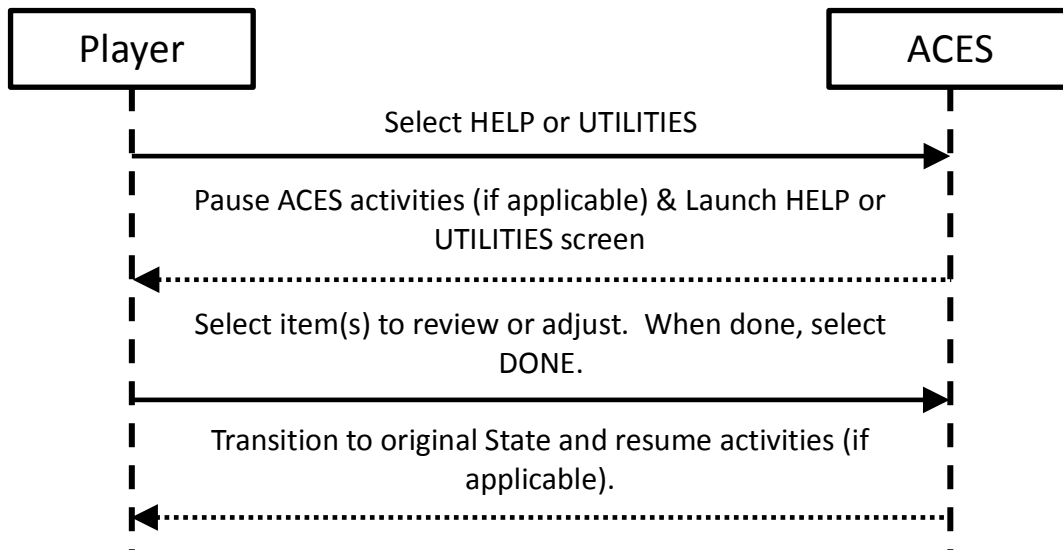 Player
ACES
Select HELP or UTILITIES
Pause ACES activities (if applicable) & Launch HELP or
UTILITIES screen
Select item(s) to review or adjust.  When done, select
DONE.
Transition to original State and resume activities (if
applicable).